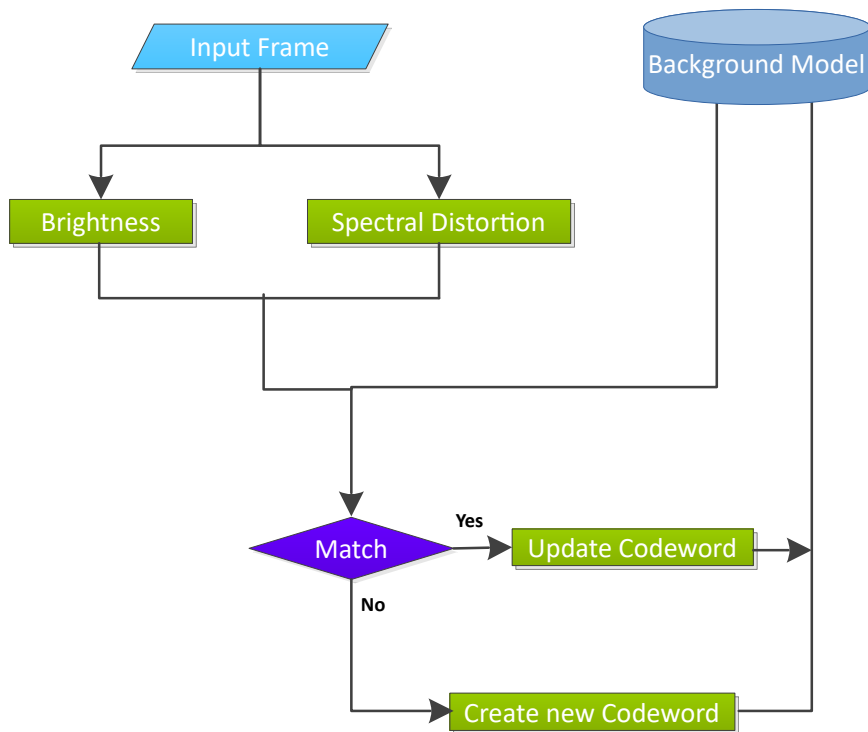 Input Frame
Background Model
Brightness
Spectral Distortion
Yes
Match
Update Codeword
No
Create new Codeword